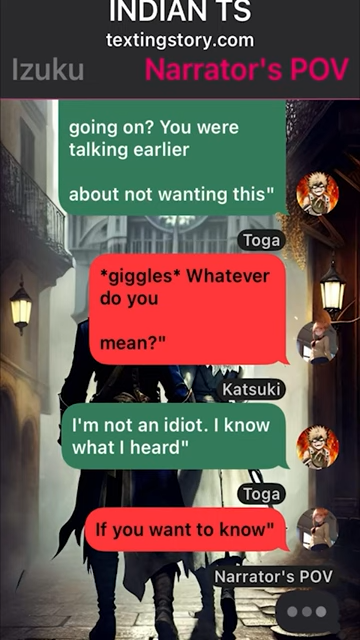 INDIAN TS
textingstory.com
Izuku Narrator's POV
going on? You were
talking earlier
about not wanting this"
Toga
*giggles* Whatever
do you
mean?"
Katsuki
I'm not an idiot. I know
what I heard"
Toga
If you want to know"
Narrator's POV